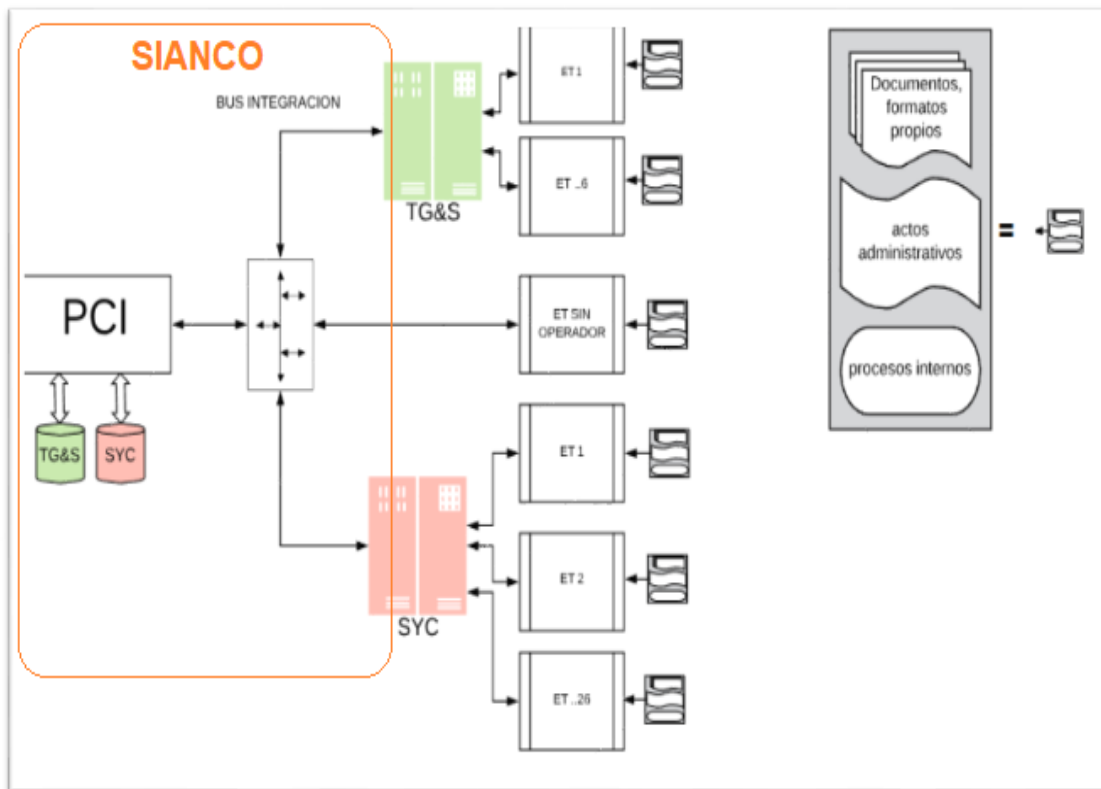 SIANCO
BUS INTEGRACION
TG&S
PCI
TG&S
SYC
SYC
ET 1
ET ..6
ET SIN
OPERADOR
ET 1
ET 2
ET ..26
Documentos,
formatos
propios
actos
administrativos
procesos internos
=